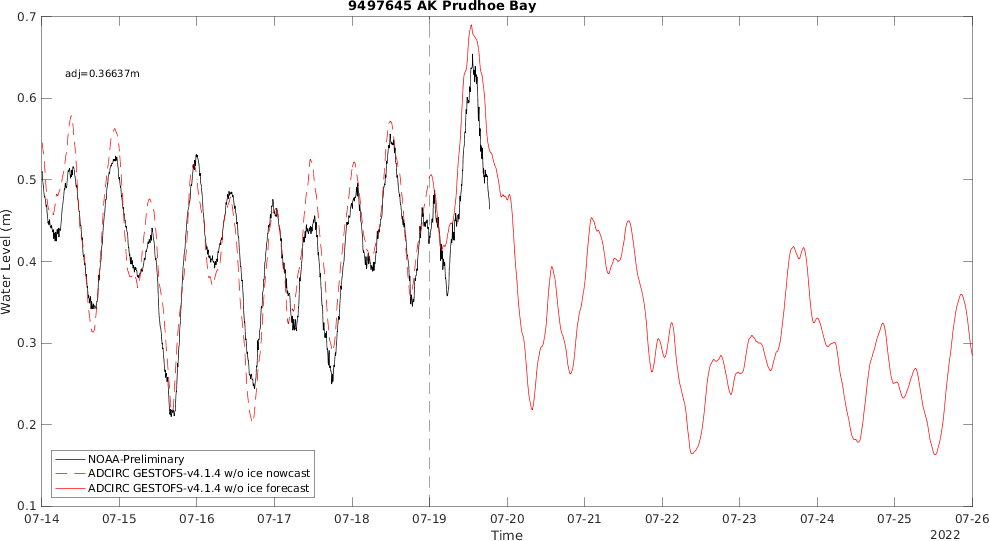 9497645 AK Prudhoe Bay
0.7
0.6
0.5
0.4
0.3
0.2
0.1
Water Level (m)
adj=0.36637m
NOAA-Preliminary
ADCIRC GESTOFS-v4.1.4 w/o ice nowcast
ADCIRC GESTOFS-v4.1.4 w/o ice forecast
07-14 07-15 07-16 07-17 07-18 07-19 07-20 07-21 07-22 07-23 07-24 07-25 07-26
Time
2022